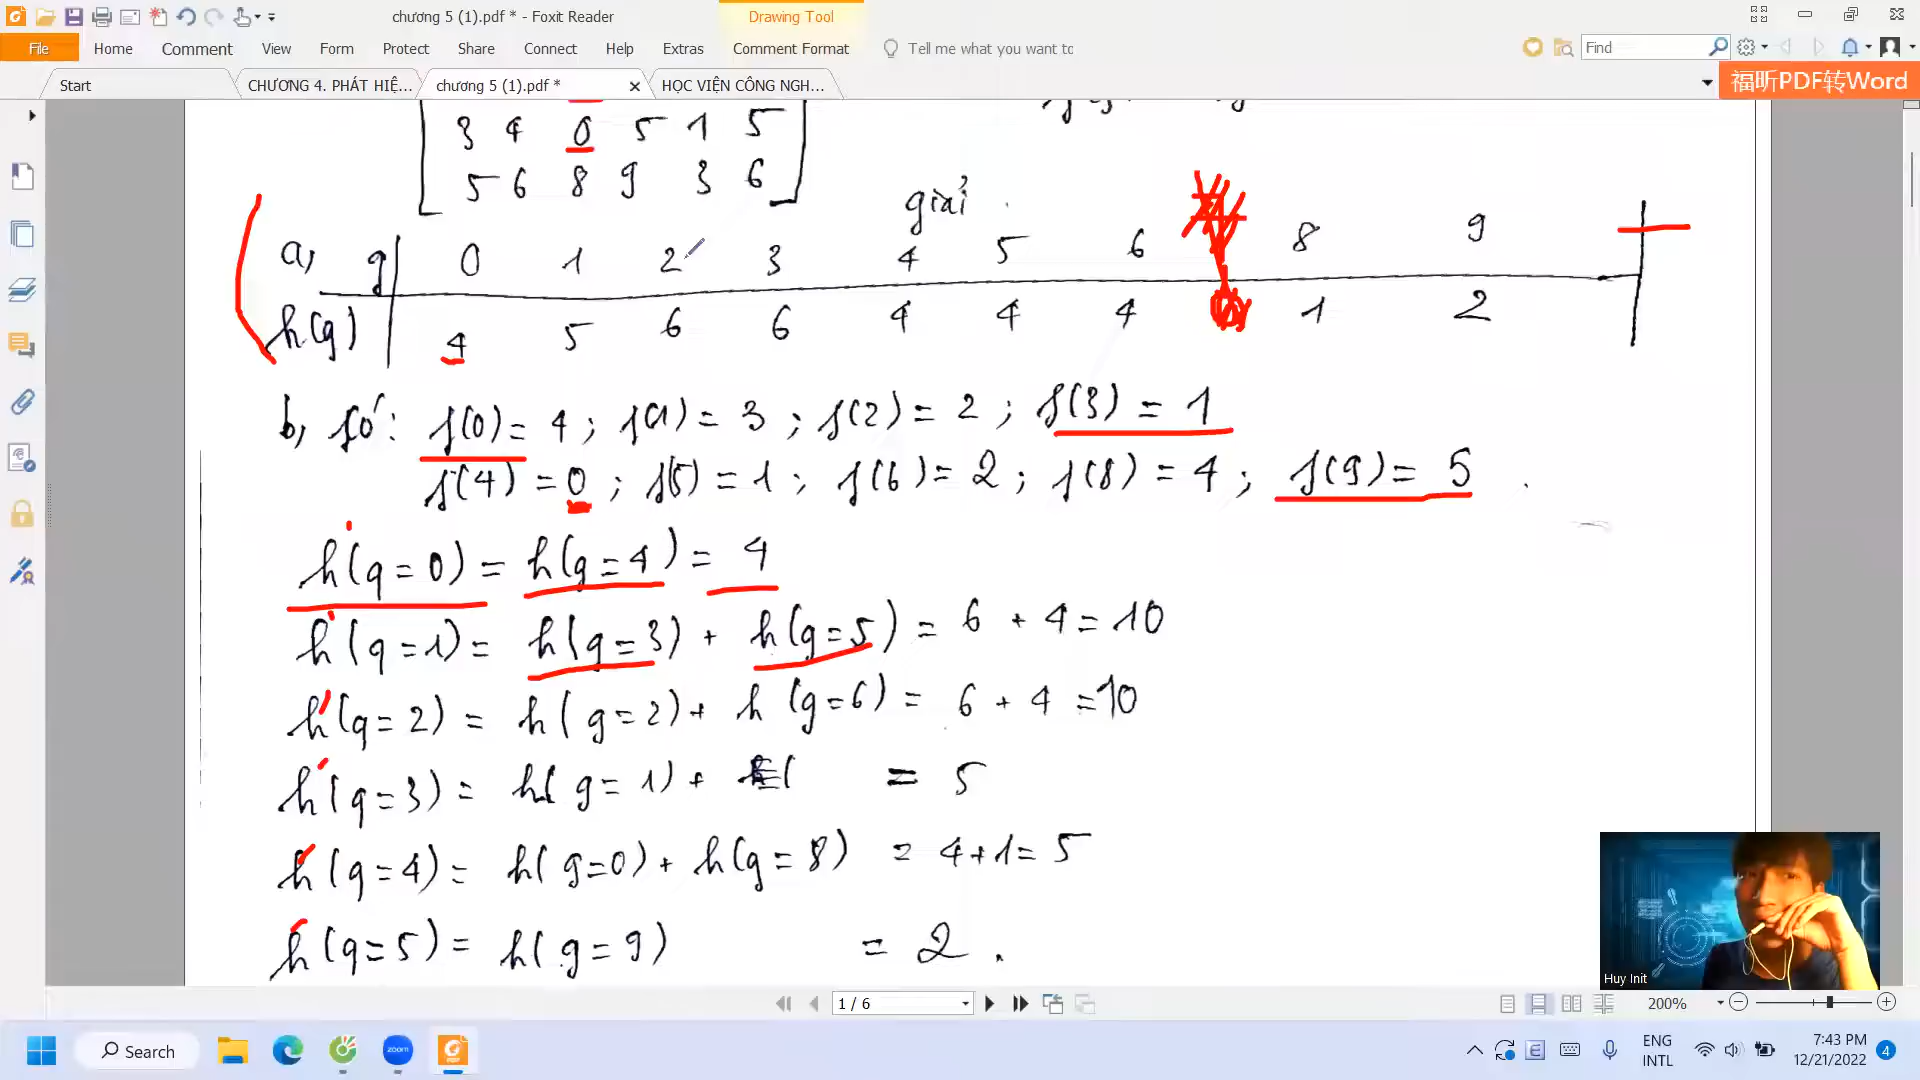 chương 5 (1).pdf * - Foxit Reader
Drawing Tool
File Home Comment View Form Protect Share Connect Help Extras Comment Format Tell me what you want to Find
Start CHƯƠNG 4. PHÁT HIỆ... chương 5 (1).pdf * HỌC VIỆN CÔNG NGH...
福昕PDF转Word
3 4 0 5 1 5
5 6 8 9 3 6
giải
a, g 0 1 2 3 4 5 6 8 9
h(g) 4 5 6 6 4 4 4 1 2
b, có: f(0) = 4; f(1) = 3; f(2) = 2; f(3) = 1
f(4) = 0; f(5) = 1; f(6) = 2; f(8) = 4; f(9) = 5
h'(q=0) = h(g=4) = 4
h'(q=1) = h(g=3) + h(g=5) = 6 + 4 = 10
h'(q=2) = h(g=2) + h(g=6) = 6 + 4 = 10
h'(q=3) = h(g=1) + = 5
h'(q=4) = h(g=0) + h(g=8) = 4+1 = 5
h'(q=5) = h(g=9) = 2.
Huy Init
1 / 6
200%
Search
zoom
ENG
INTL
7:43 PM
12/21/2022
4